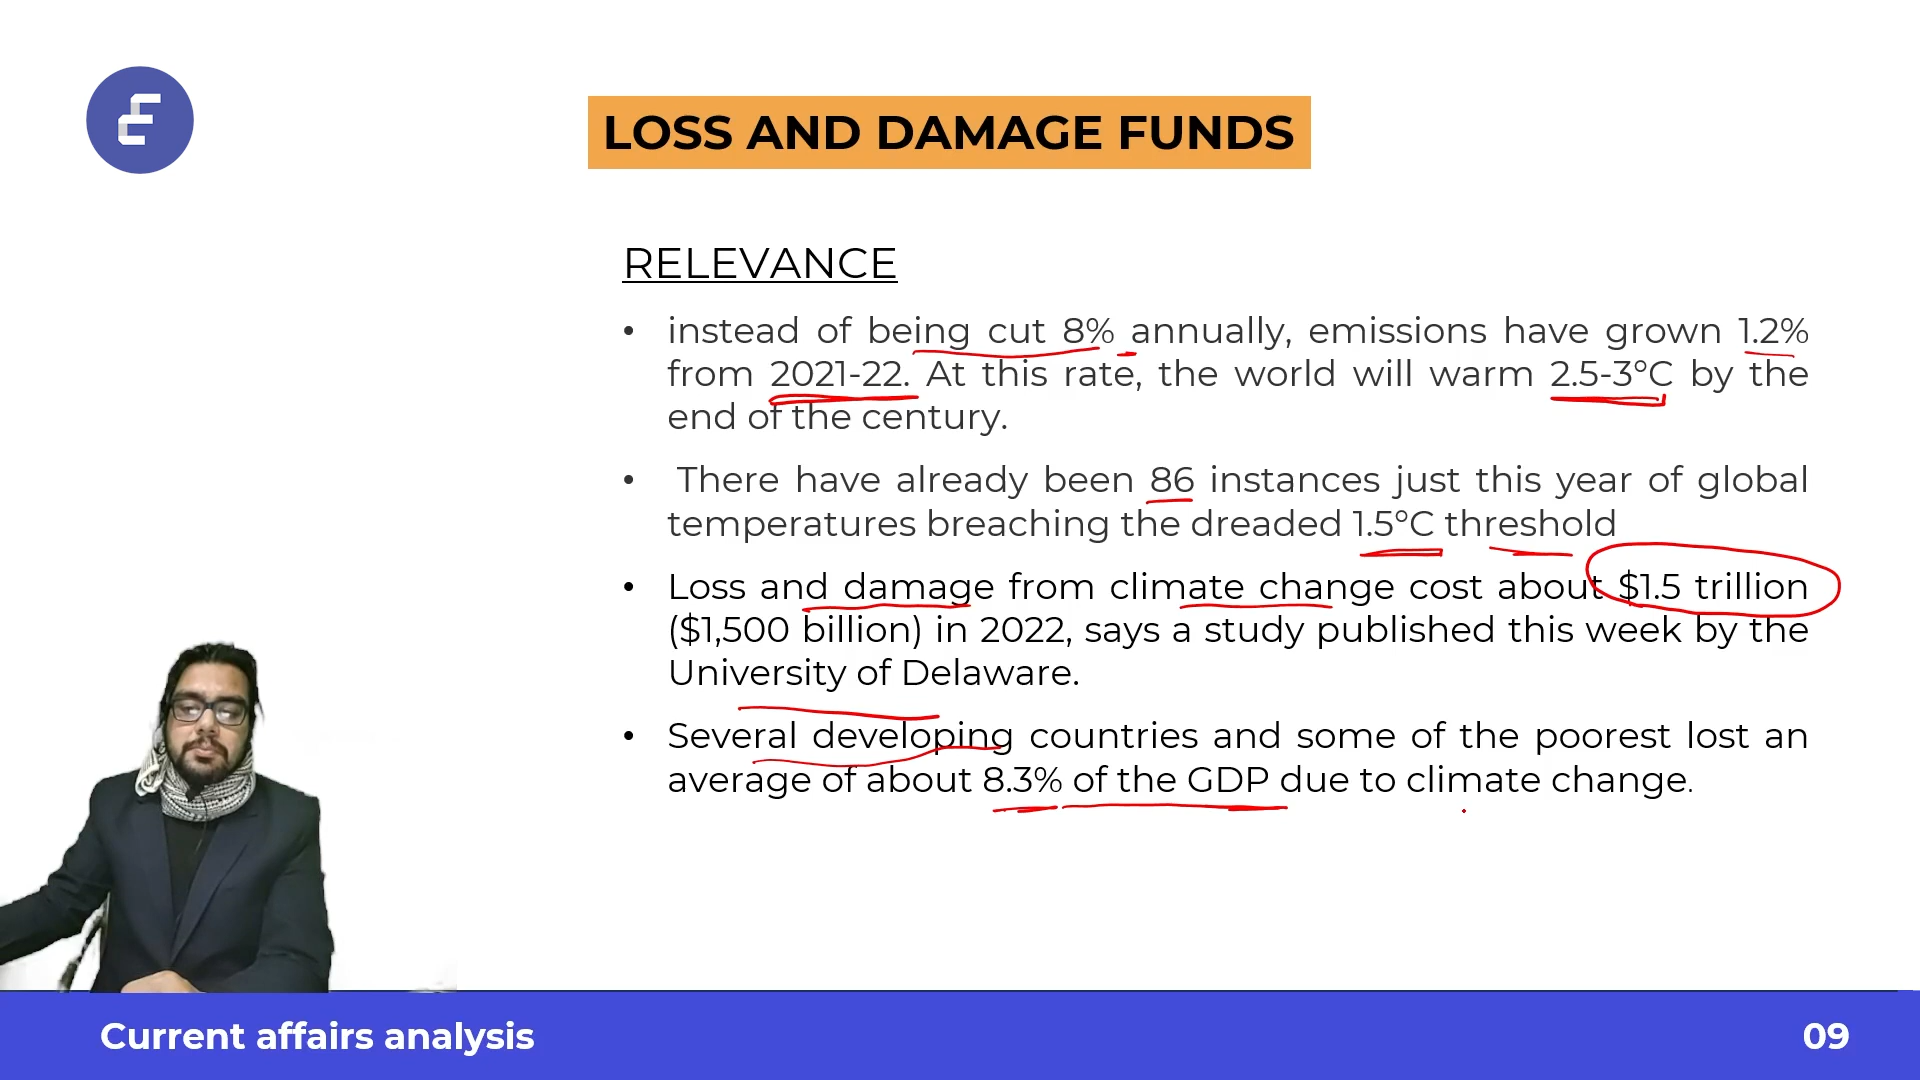 LOSS AND DAMAGE FUNDS
RELEVANCE
• instead of being cut 8% annually, emissions have grown 1.2%
from 2021-22. At this rate, the world will warm 2.5-3°C by the
end of the century.
• There have already been 86 instances just this year of global
temperatures breaching the dreaded 1.5°C threshold
• Loss and damage from climate change cost about $1.5 trillion
($1,500 billion) in 2022, says a study published this week by the
University of Delaware.
• Several developing countries and some of the poorest lost an
average of about 8.3% of the GDP due to climate change.
Current affairs analysis
09